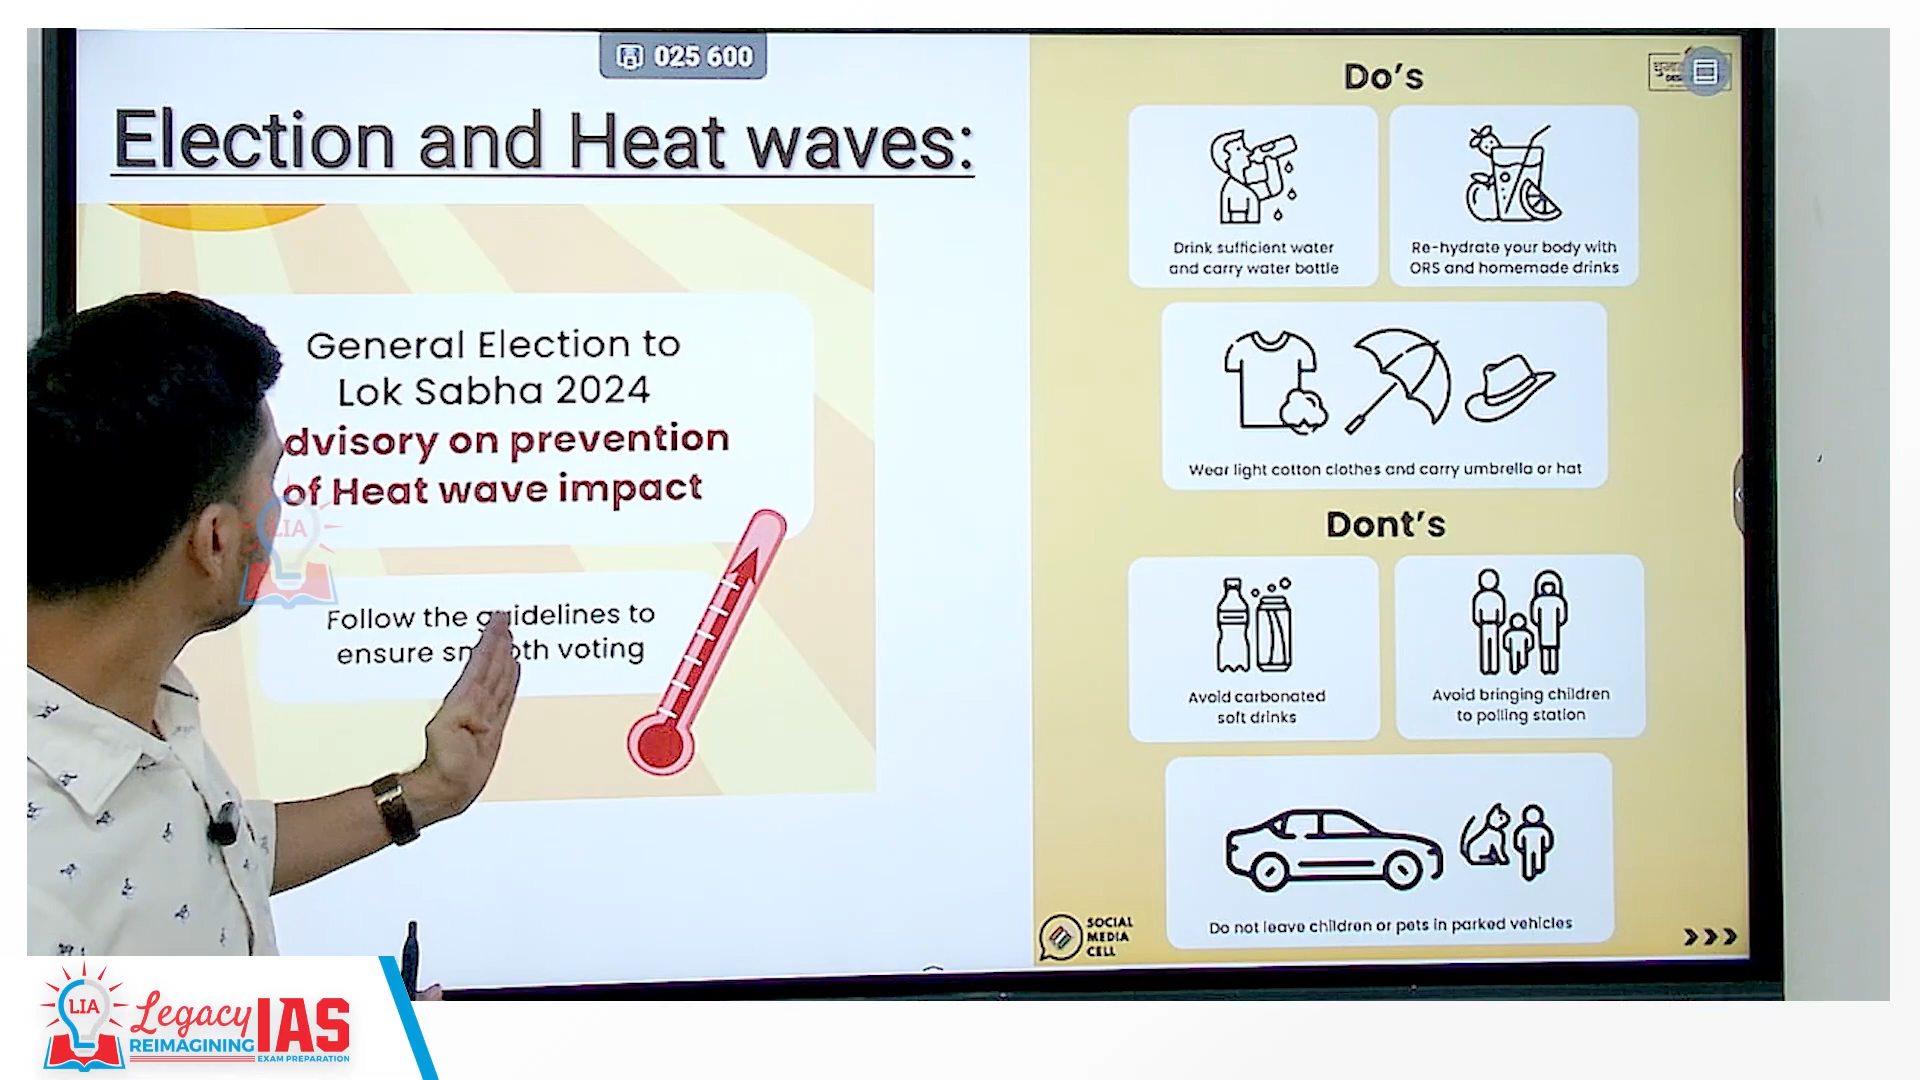 025 600
Election and Heat waves:
General Election to
Lok Sabha 2024
dvisory on prevention
of Heat wave impact
LIA
Follow the guidelines to
ensure smooth voting
Do's
Drink sufficient water
and carry water bottle
Re-hydrate your body with
ORS and homemade drinks
Wear light cotton clothes and carry umbrella or hat
Dont's
Avoid carbonated
soft drinks
Avoid bringing children
to polling station
Do not leave children or pets in parked vehicles
SOCIAL
MEDIA
CELL
LIA
Legacy IAS
REIMAGINING
EXAM PREPARATION